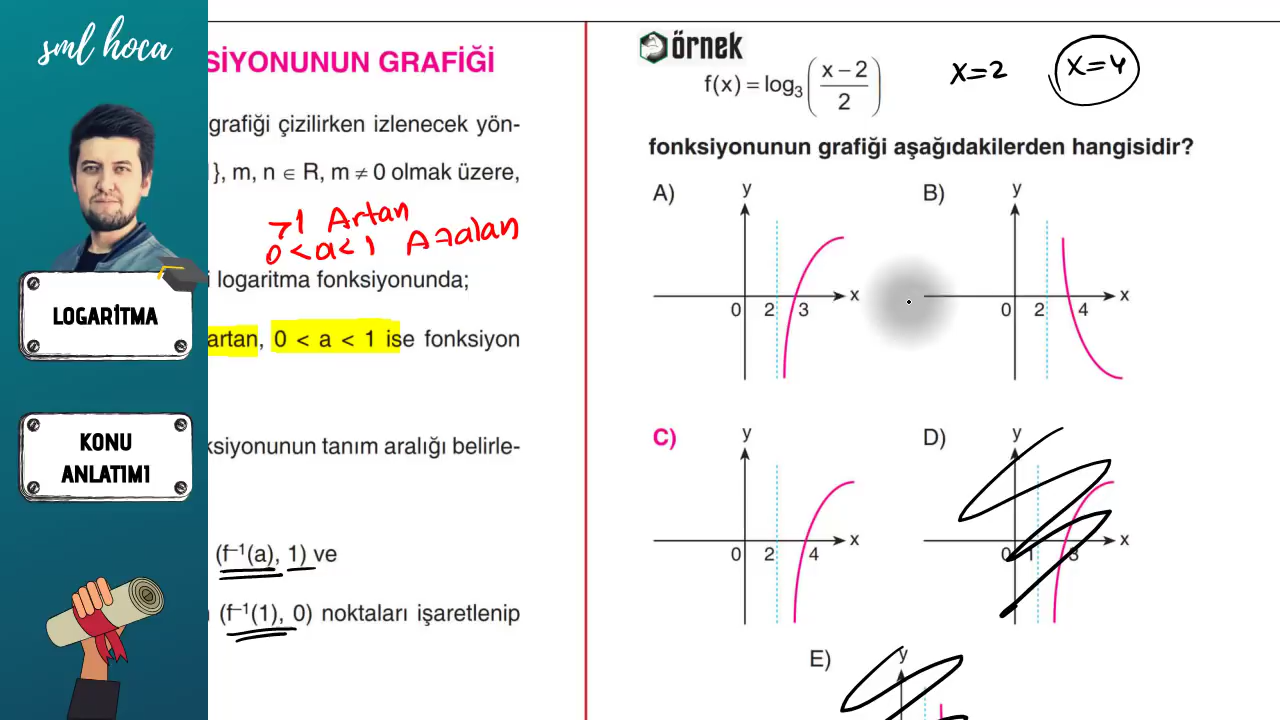 sml hoca
LOGARİTMA
KONU
ANLATIMI
SİYONUNUN GRAFİĞİ
grafiği çizilirken izlenecek yön-
}, m, n ∈ R, m ≠ 0 olmak üzere,
>1 Artan
0 < a < 1 Azalan
logaritma fonksiyonunda;
artan, 0 < a < 1 ise fonksiyon
ksiyonunun tanım aralığı belirle-
(f⁻¹(a), 1) ve
(f⁻¹(1), 0) noktaları işaretlenip
örnek
f(x) = log₃((x – 2)/2)
x=2
x=4
fonksiyonunun grafiği aşağıdakilerden hangisidir?
A)
y
x
0 2 3
B)
y
x
0 2 4
C)
y
x
0 2 4
D)
y
x
0 1 3
E)
y